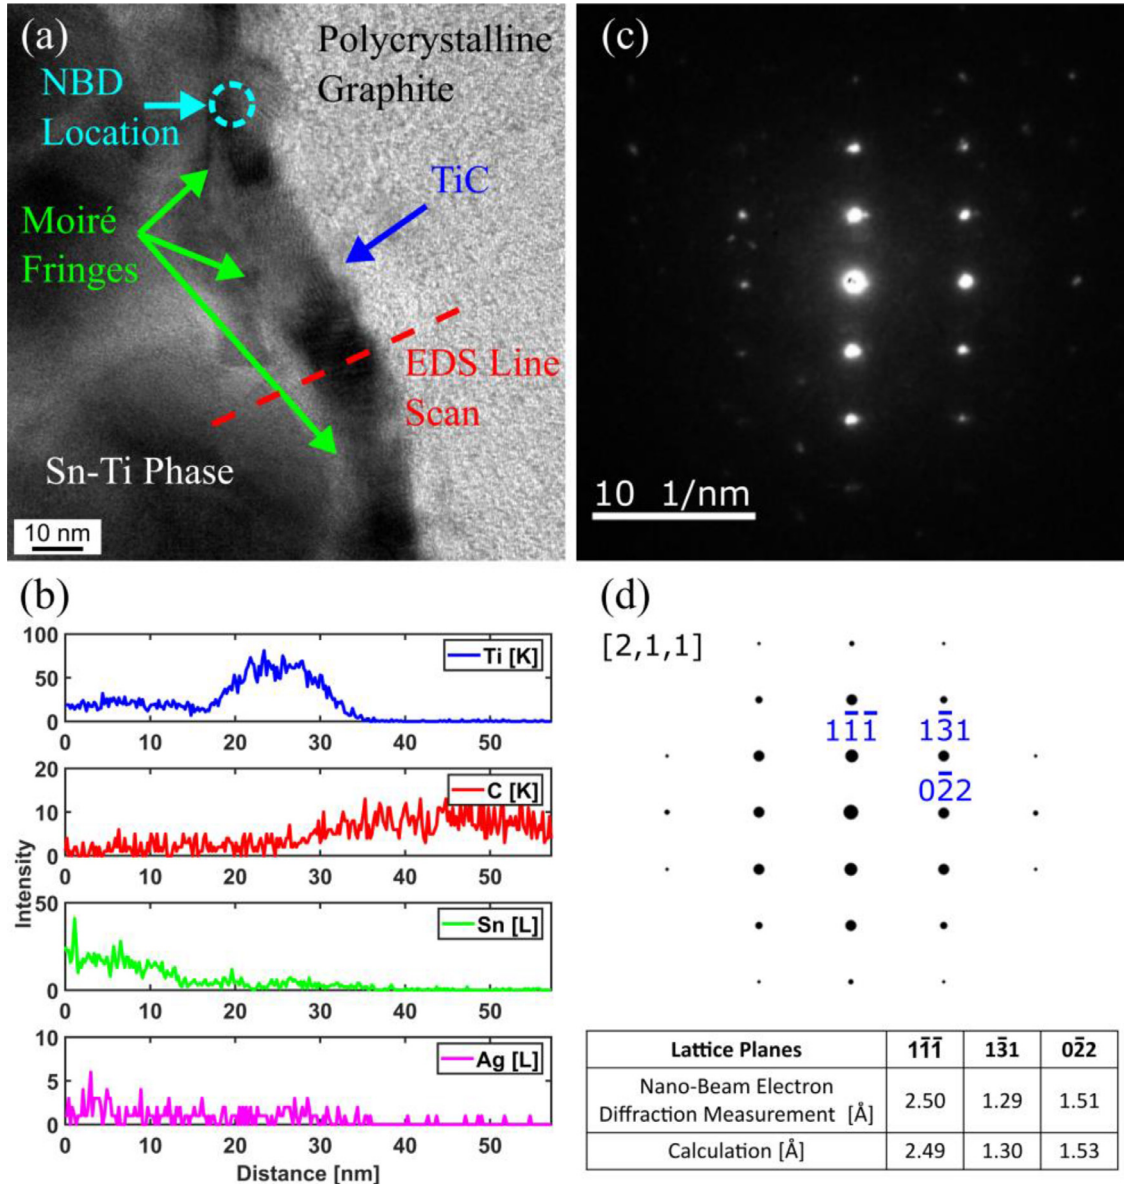 (a)
Polycrystalline
Graphite
NBD
Location
TiC
Moiré
Fringes
EDS Line
Scan
Sn-Ti Phase
10 nm
(b)
100
50
0
Ti [K]
0 10 20 30 40 50
20
10
0
C [K]
0 10 20 30 40 50
50
0
Sn [L]
0 10 20 30 40 50
10
5
0
Ag [L]
0 10 20 30 40 50
Intensity
Distance [nm]
(c)
10 1/nm
(d)
[2,1,1]
11̅1̅
13̅1
02̅2
Lattice Planes 11̅1̅ 13̅1 02̅2
Nano-Beam Electron
Diffraction Measurement [Å] 2.50 1.29 1.51
Calculation [Å] 2.49 1.30 1.53